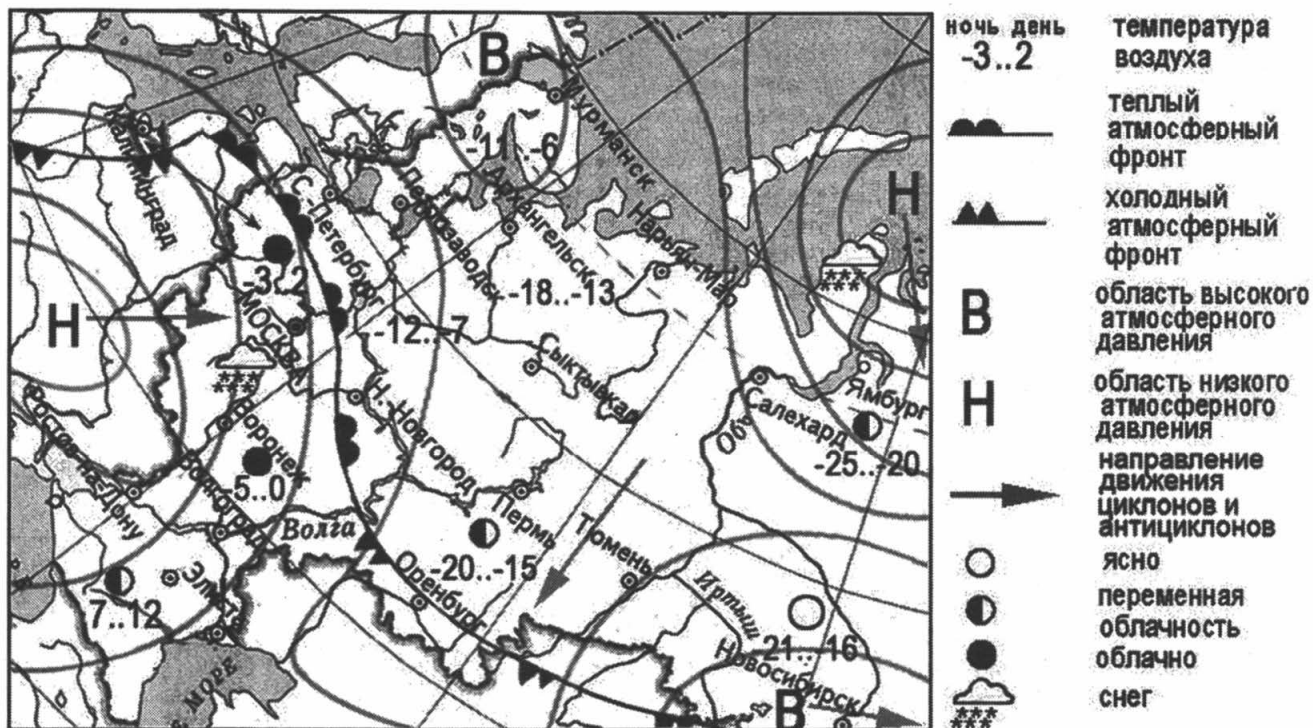 В
Мурманск
-11..-6
Н
Калининград
С.-Петербург
Петрозаводск
Архангельск
Нарьян-Мар
-3..2
-18..-13
Н
МОСКВА
-12..-7
Сыктывкар
Ямбург
Салехард
Обь
-25..-20
Н. Новгород
Воронеж
Ростов-на-Дону
-5..0
Волгоград
Волга
Пермь
Тюмень
-20..-15
Оренбург
Иртыш
7..12
Элиста
-21..-16
Новосибирск
МОРЕ
В
ночь день
-3..2
температура
воздуха
теплый
атмосферный
фронт
холодный
атмосферный
фронт
В
область высокого
атмосферного
давления
Н
область низкого
атмосферного
давления
направление
движения
циклонов и
антициклонов
ясно
переменная
облачность
облачно
снег